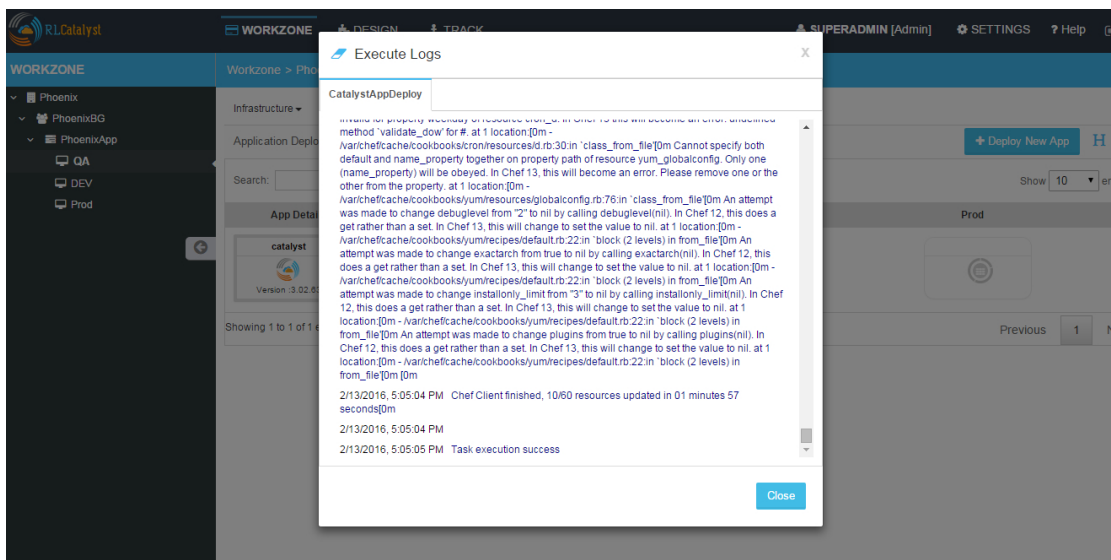 RLCatalyst
WORKZONE
DESIGN
TRACK
SUPERADMIN [Admin]
SETTINGS
? Help
WORKZONE
Workzone > Pho
Phoenix
PhoenixBG
PhoenixApp
QA
DEV
Prod
Infrastructure
Application Deplo
+ Deploy New App
H
Search:
Show 10
App Detai
Prod
catalyst
Version :3.02.6
Showing 1 to 1 of 1 e
Previous 1 N
Execute Logs
X
CatalystAppDeploy
invalid for property weekday of resource cron_d. In Chef 13 this will become an error: undefined
method `validate_dow' for #. at 1 location:[0m -
/var/chef/cache/cookbooks/cron/resources/d.rb:30:in `class_from_file'[0m Cannot specify both
default and name_property together on property path of resource yum_globalconfig. Only one
(name_property) will be obeyed. In Chef 13, this will become an error. Please remove one or the
other from the property. at 1 location:[0m -
/var/chef/cache/cookbooks/yum/resources/globalconfig.rb:76:in `class_from_file'[0m An attempt
was made to change debuglevel from "2" to nil by calling debuglevel(nil). In Chef 12, this does a
get rather than a set. In Chef 13, this will change to set the value to nil. at 1 location:[0m -
/var/chef/cache/cookbooks/yum/recipes/default.rb:22:in `block (2 levels) in from_file'[0m An
attempt was made to change exactarch from true to nil by calling exactarch(nil). In Chef 12, this
does a get rather than a set. In Chef 13, this will change to set the value to nil. at 1 location:[0m -
/var/chef/cache/cookbooks/yum/recipes/default.rb:22:in `block (2 levels) in from_file'[0m An
attempt was made to change installonly_limit from "3" to nil by calling installonly_limit(nil). In Chef
12, this does a get rather than a set. In Chef 13, this will change to set the value to nil. at 1
location:[0m - /var/chef/cache/cookbooks/yum/recipes/default.rb:22:in `block (2 levels) in
from_file'[0m An attempt was made to change plugins from true to nil by calling plugins(nil). In
Chef 12, this does a get rather than a set. In Chef 13, this will change to set the value to nil. at 1
location:[0m - /var/chef/cache/cookbooks/yum/recipes/default.rb:22:in `block (2 levels) in
from_file'[0m [0m
2/13/2016, 5:05:04 PM Chef Client finished, 10/60 resources updated in 01 minutes 57
seconds[0m
2/13/2016, 5:05:04 PM
2/13/2016, 5:05:05 PM Task execution success
Close